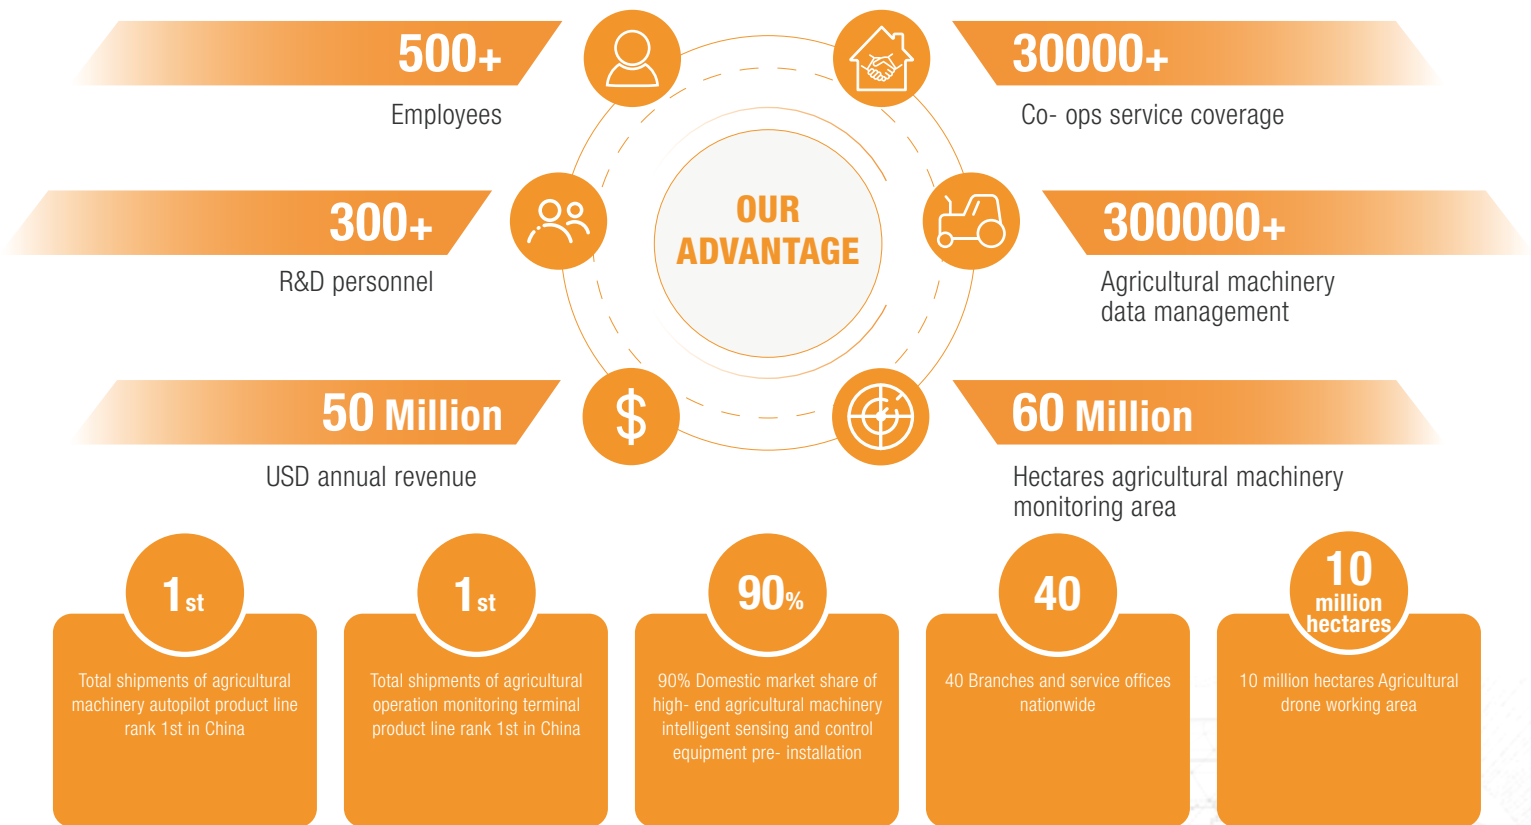 500+
Employees
30000+
Co- ops service coverage
OUR
ADVANTAGE
300+
R&D personnel
300000+
Agricultural machinery
data management
50 Million
USD annual revenue
$
60 Million
Hectares agricultural machinery
monitoring area
1st
Total shipments of agricultural
machinery autopilot product line
rank 1st in China
1st
Total shipments of agricultural
operation monitoring terminal
product line rank 1st in China
90%
90% Domestic market share of
high- end agricultural machinery
intelligent sensing and control
equipment pre- installation
40
40 Branches and service offices
nationwide
10
million
hectares
10 million hectares Agricultural
drone working area